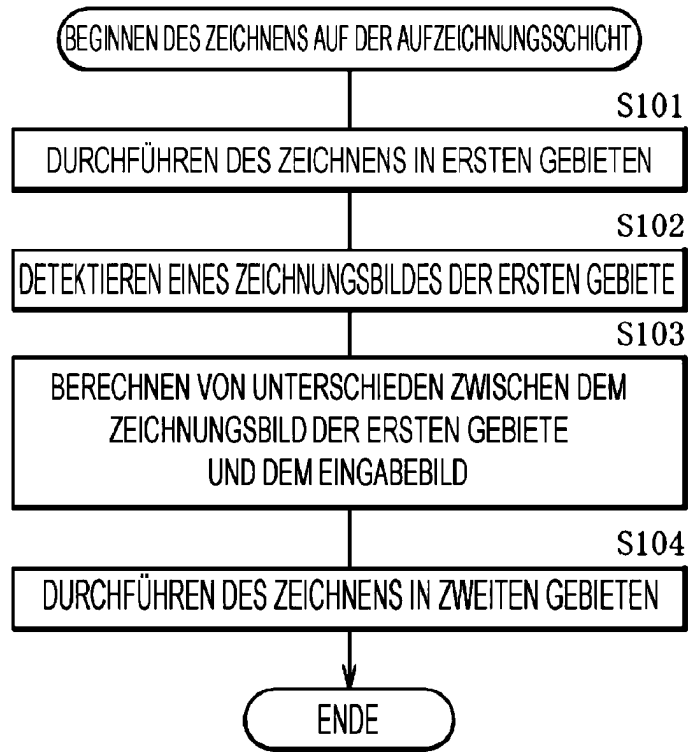 BEGINNEN DES ZEICHNENS AUF DER AUFZEICHNUNGSSCHICHT
S101
DURCHFÜHREN DES ZEICHNENS IN ERSTEN GEBIETEN
S102
DETEKTIEREN EINES ZEICHNUNGSBILDES DER ERSTEN GEBIETE
S103
BERECHNEN VON UNTERSCHIEDEN ZWISCHEN DEM
ZEICHNUNGSBILD DER ERSTEN GEBIETE
UND DEM EINGABEBILD
S104
DURCHFÜHREN DES ZEICHNENS IN ZWEITEN GEBIETEN
ENDE